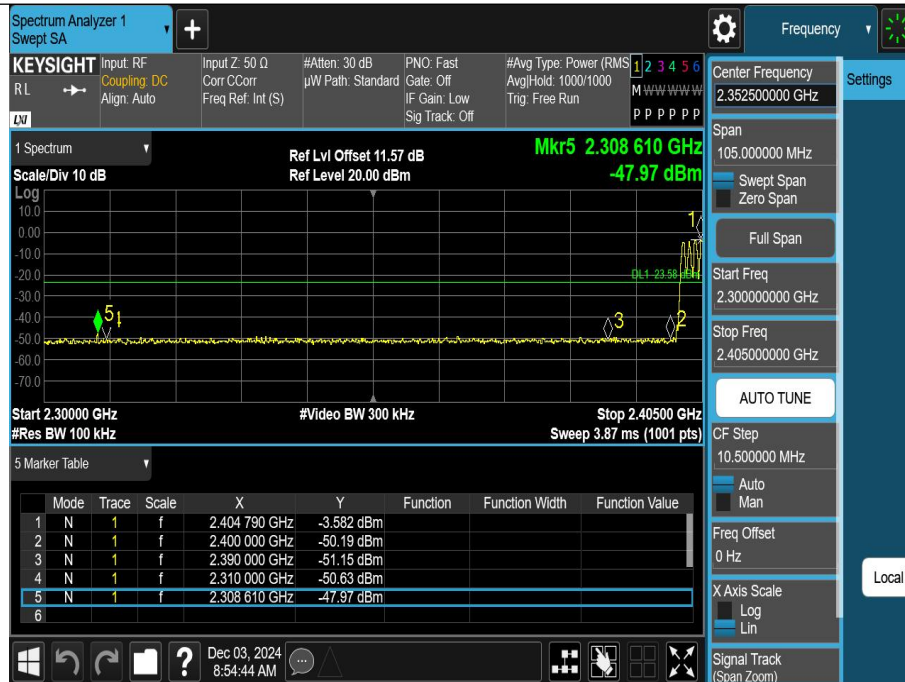 Spectrum Analyzer 1
Swept SA
+
Frequency
KEYSIGHT
RL
LXI
Input: RF
Coupling: DC
Align: Auto
Input Z: 50 Ω
Corr CCorr
Freq Ref: Int (S)
#Atten: 30 dB
µW Path: Standard
PNO: Fast
Gate: Off
IF Gain: Low
Sig Track: Off
#Avg Type: Power (RMS
Avg|Hold: 1000/1000
Trig: Free Run
1 2 3 4 5 6
M W W W W W
P P P P P P
1 Spectrum
Scale/Div 10 dB
Ref Lvl Offset 11.57 dB
Ref Level 20.00 dBm
Mkr5 2.308 610 GHz
-47.97 dBm
Log
10.0
0.00
-10.0
-20.0
-30.0
-40.0
-50.0
-60.0
-70.0
1
DL1 -23.58 dBm
5
3
2
Start 2.30000 GHz
#Video BW 300 kHz
Stop 2.40500 GHz
#Res BW 100 kHz
Sweep 3.87 ms (1001 pts)
5 Marker Table
Mode Trace Scale X Y Function Function Width Function Value
1 N 1 f 2.404 790 GHz -3.582 dBm
2 N 1 f 2.400 000 GHz -50.19 dBm
3 N 1 f 2.390 000 GHz -51.15 dBm
4 N 1 f 2.310 000 GHz -50.63 dBm
5 N 1 f 2.308 610 GHz -47.97 dBm
6
?
Dec 03, 2024
8:54:44 AM
Center Frequency
2.352500000 GHz
Settings
Span
105.000000 MHz
Swept Span
Zero Span
Full Span
Start Freq
2.300000000 GHz
Stop Freq
2.405000000 GHz
AUTO TUNE
CF Step
10.500000 MHz
Auto
Man
Freq Offset
0 Hz
Local
X Axis Scale
Log
Lin
Signal Track
(Span Zoom)